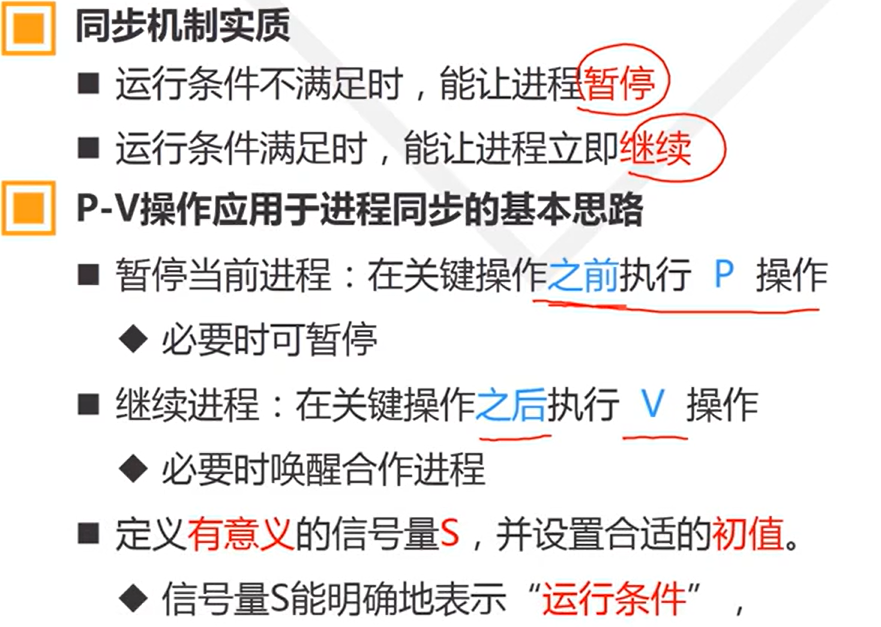 同步机制实质
运行条件不满足时，能让进程暂停
运行条件满足时，能让进程立即继续
P-V操作应用于进程同步的基本思路
暂停当前进程：在关键操作之前执行 P 操作
必要时可暂停
继续进程：在关键操作之后执行 V 操作
必要时唤醒合作进程
定义有意义的信号量S，并设置合适的初值。
信号量S能明确地表示“运行条件”，